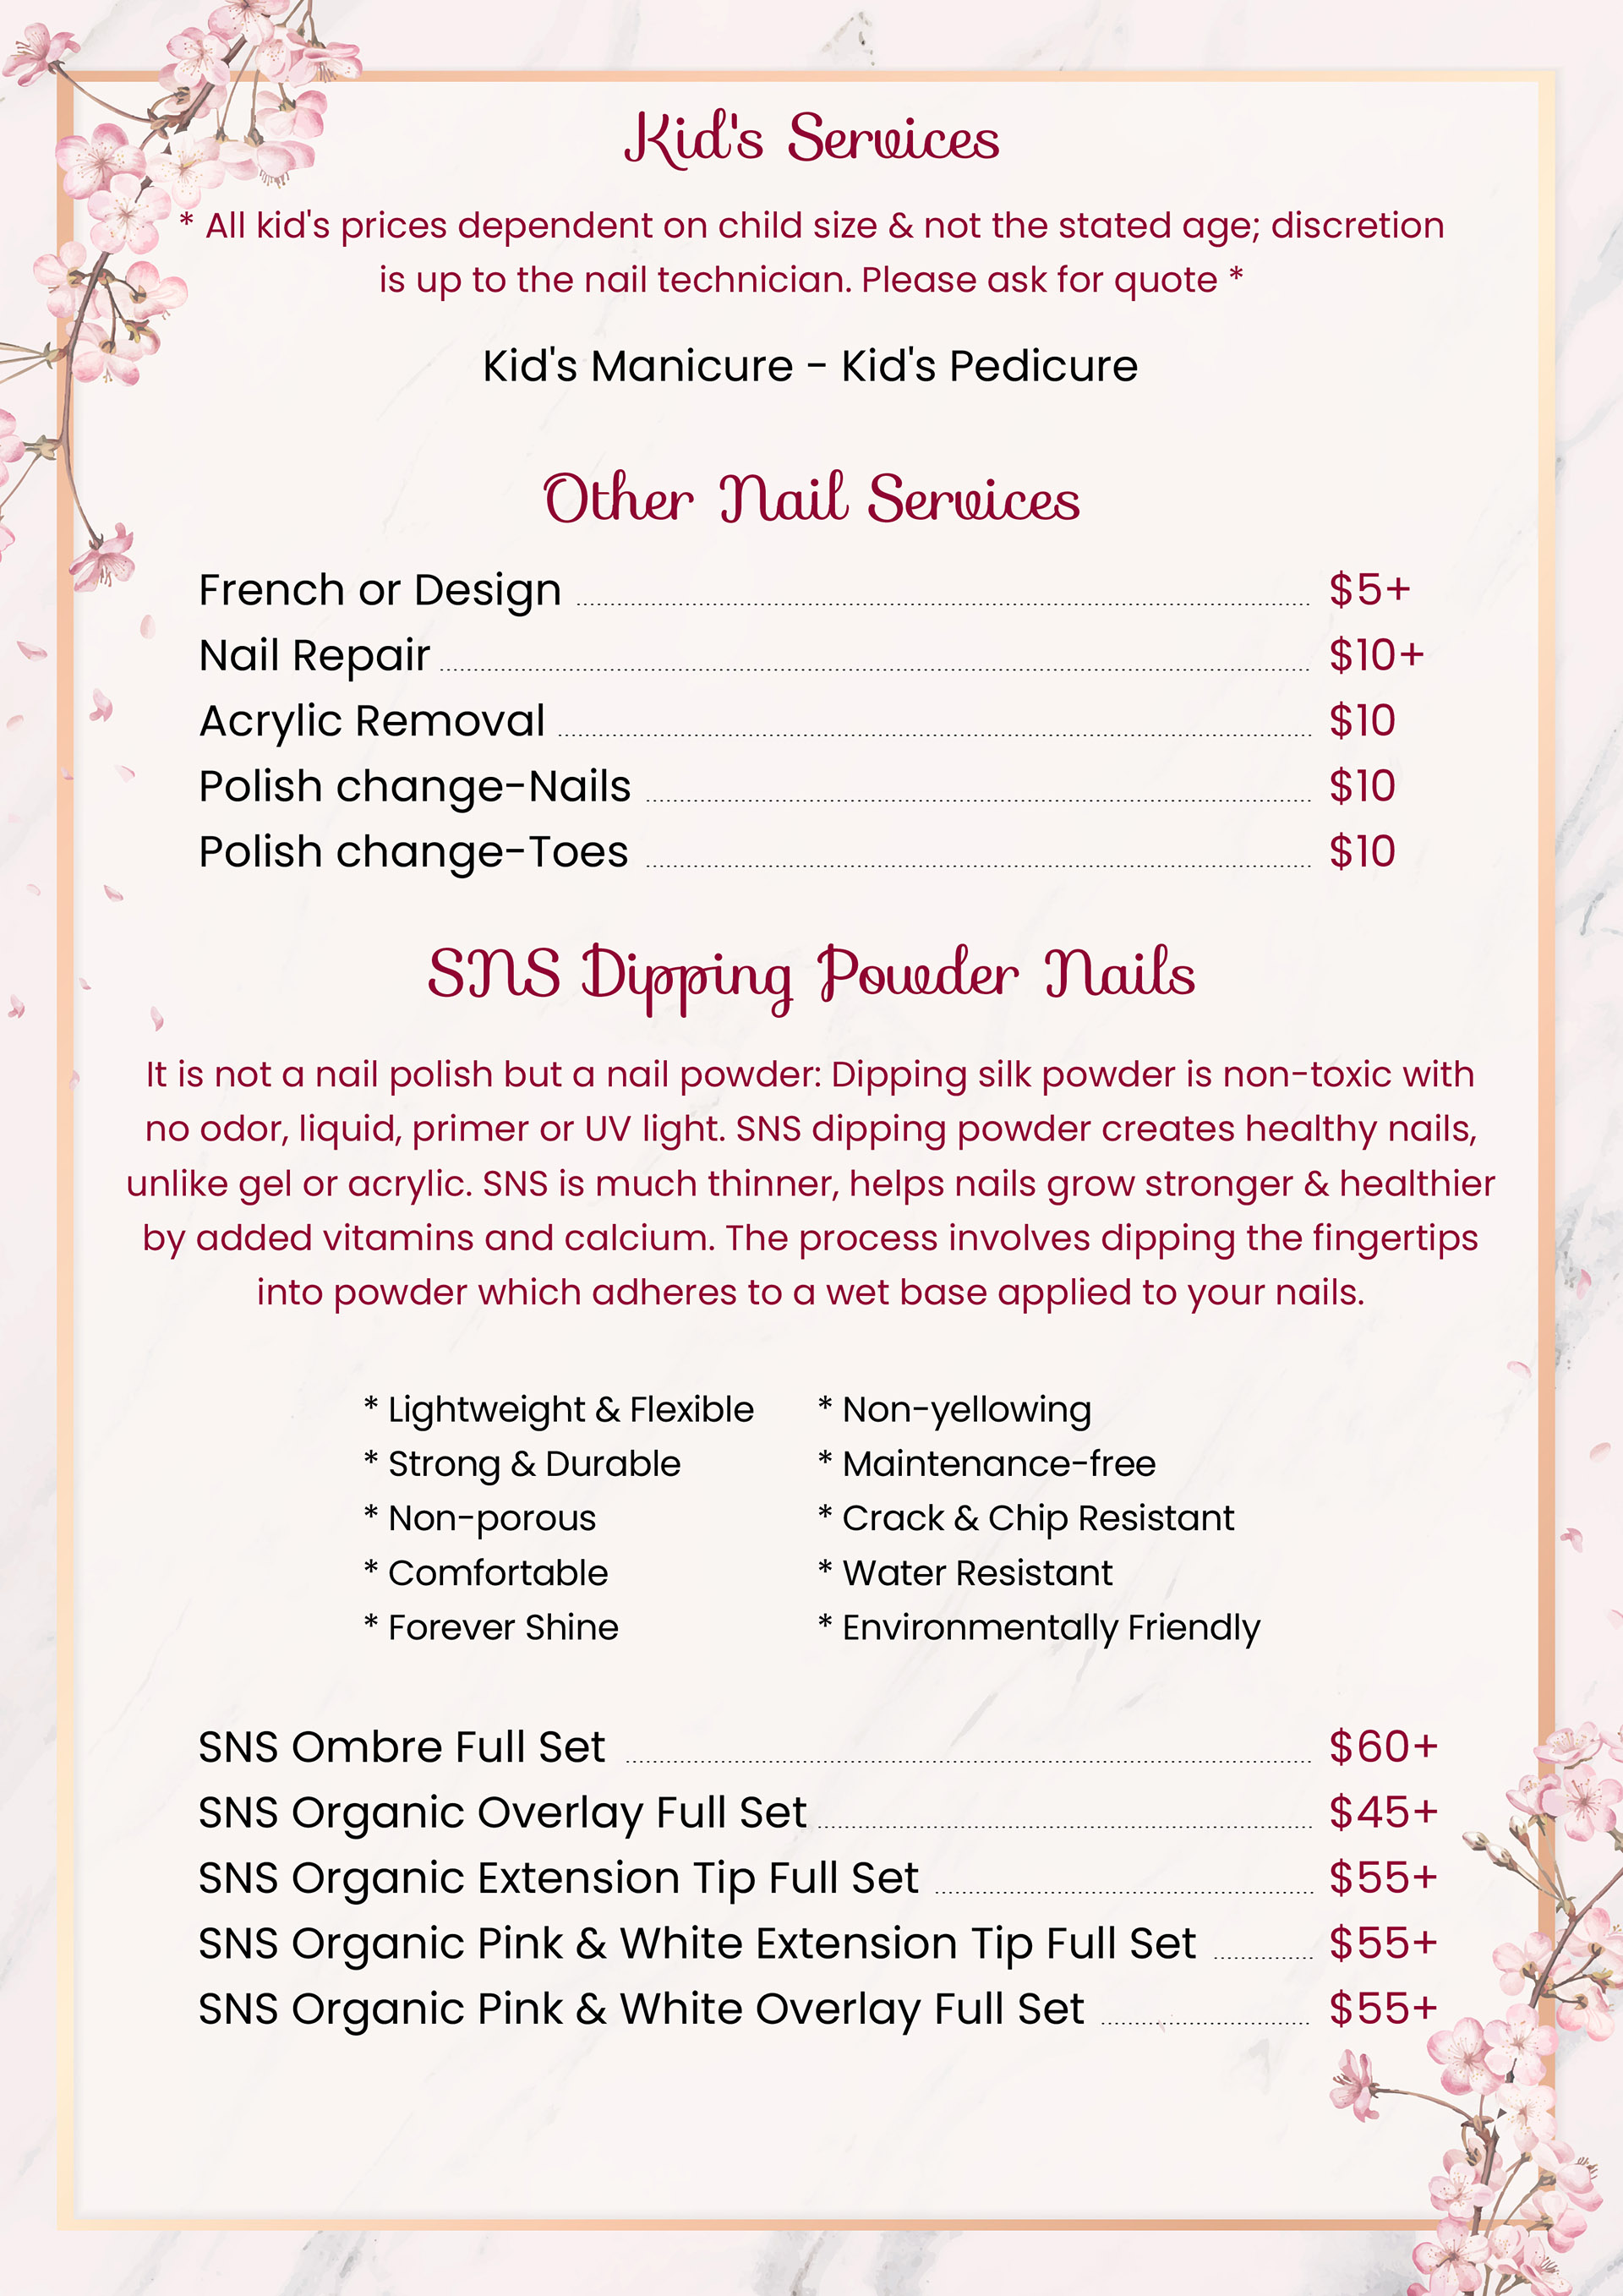 Kid's Services
* All kid's prices dependent on child size & not the stated age; discretion
is up to the nail technician. Please ask for quote *
Kid's Manicure - Kid's Pedicure
Other Nail Services
French or Design $5+
Nail Repair $10+
Acrylic Removal $10
Polish change-Nails $10
Polish change-Toes $10
SNS Dipping Powder Nails
It is not a nail polish but a nail powder: Dipping silk powder is non-toxic with
no odor, liquid, primer or UV light. SNS dipping powder creates healthy nails,
unlike gel or acrylic. SNS is much thinner, helps nails grow stronger & healthier
by added vitamins and calcium. The process involves dipping the fingertips
into powder which adheres to a wet base applied to your nails.
* Lightweight & Flexible
* Strong & Durable
* Non-porous
* Comfortable
* Forever Shine
* Non-yellowing
* Maintenance-free
* Crack & Chip Resistant
* Water Resistant
* Environmentally Friendly
SNS Ombre Full Set $60+
SNS Organic Overlay Full Set $45+
SNS Organic Extension Tip Full Set $55+
SNS Organic Pink & White Extension Tip Full Set $55+
SNS Organic Pink & White Overlay Full Set $55+